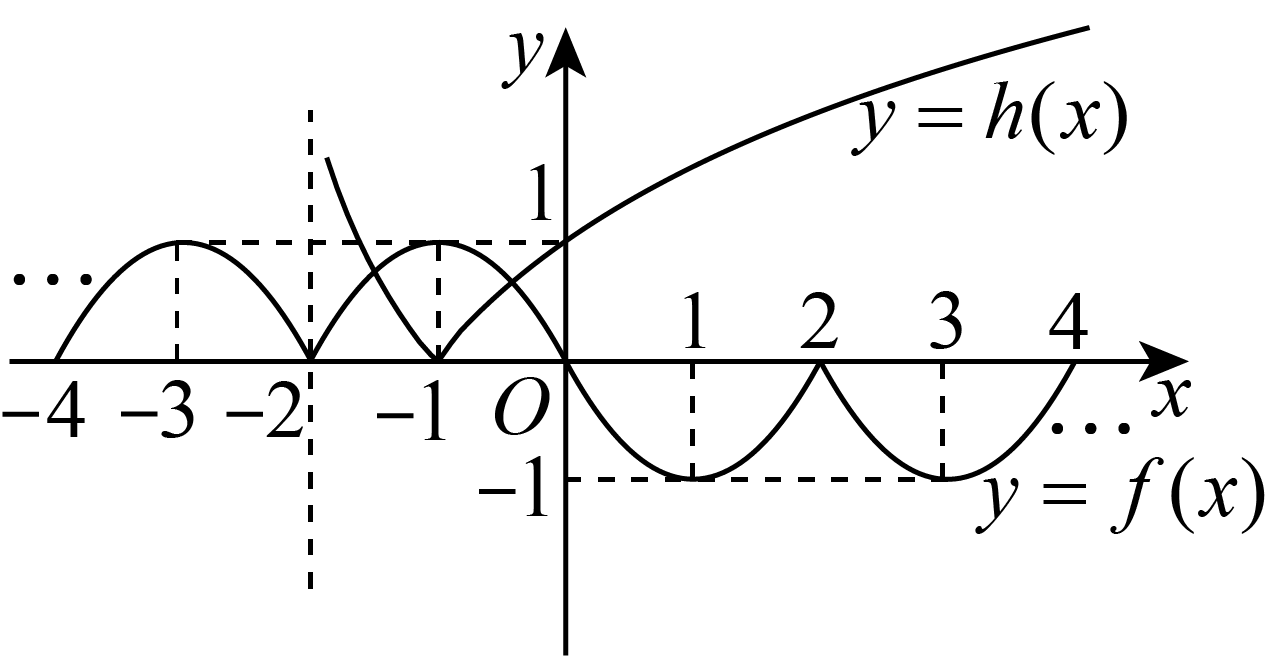 y
y = h(x)
1
…
1 2 3 4
−4 −3 −2 −1 O x
…
−1 y = f(x)